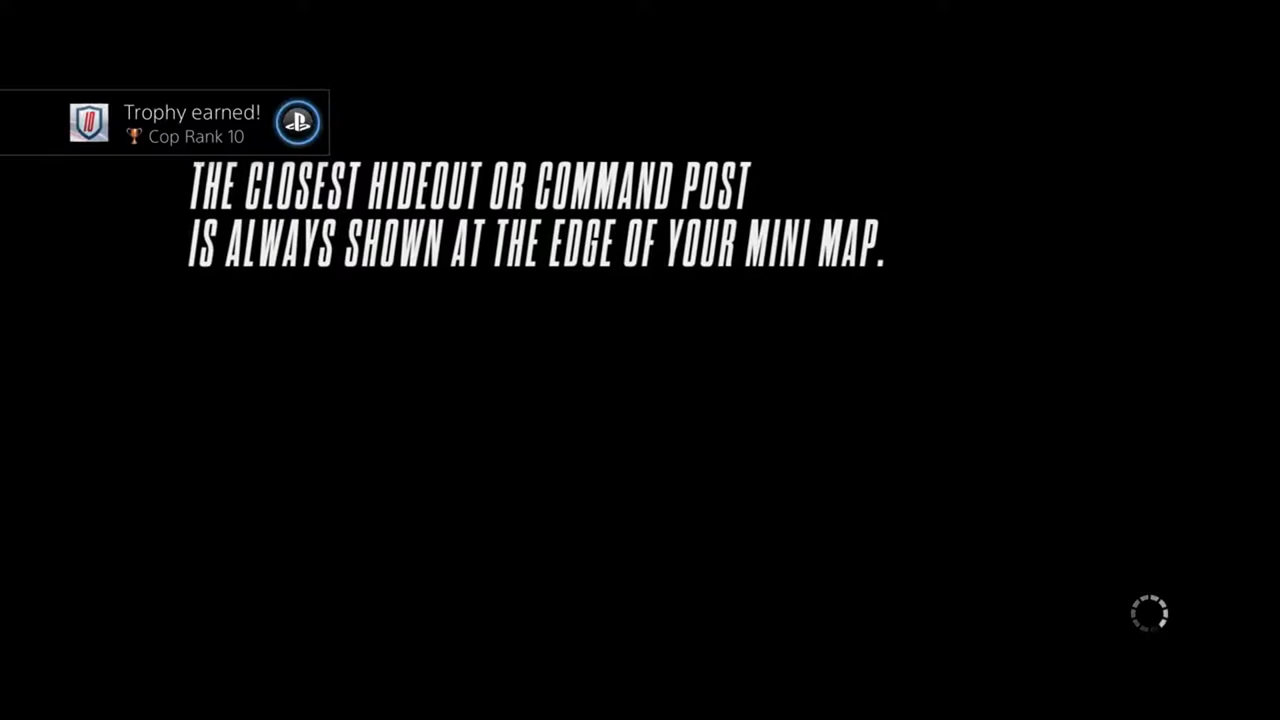 Trophy earned!
Cop Rank 10
10
THE CLOSEST HIDEOUT OR COMMAND POST
IS ALWAYS SHOWN AT THE EDGE OF YOUR MINI MAP.